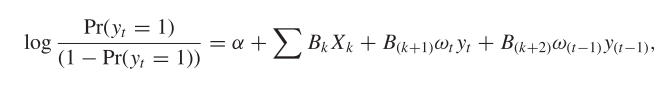 log Pr(y_t = 1) / (1 − Pr(y_t = 1)) = α + ∑ B_k X_k + B_(k+1) ω_t y_t + B_(k+2) ω_(t−1) y_(t−1),